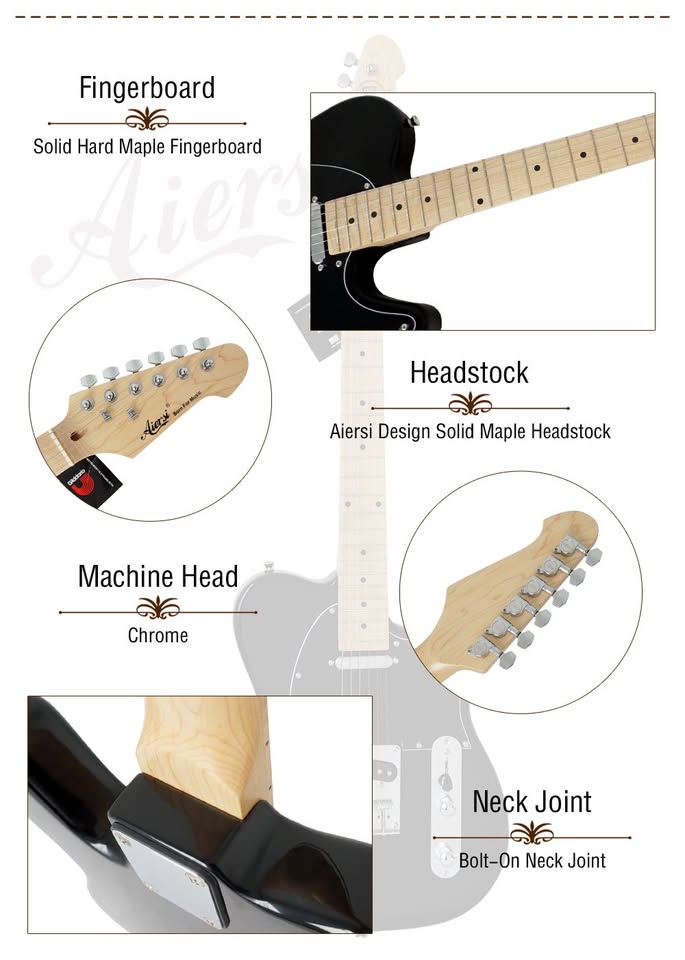 Fingerboard
Solid Hard Maple Fingerboard
Aiersi
Aiersi
Born For Music
D'Addario
Headstock
Aiersi Design Solid Maple Headstock
Machine Head
Chrome
Neck Joint
Bolt-On Neck Joint